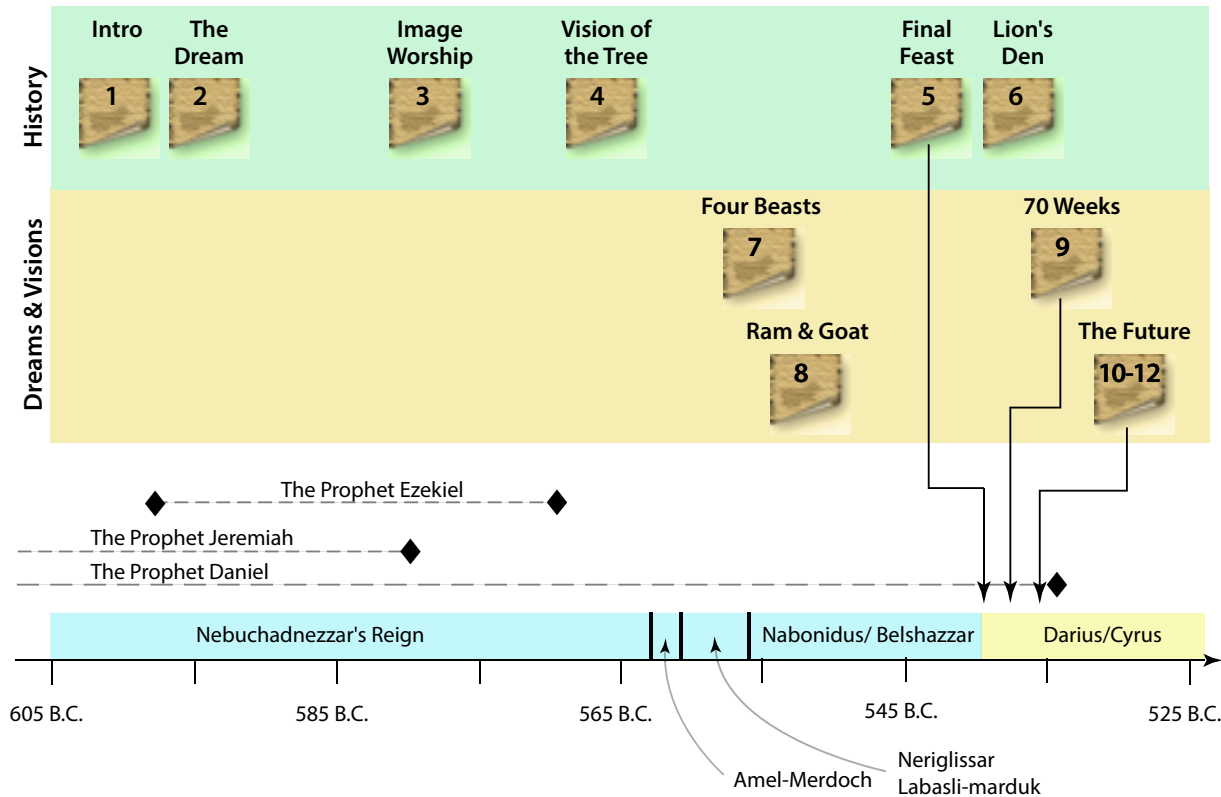 History
Intro
The
Dream
Image
Worship
Vision of
the Tree
Final
Feast
Lion's
Den
1
2
3
4
5
6
Dreams & Visions
Four Beasts
7
70 Weeks
9
Ram & Goat
8
The Future
10-12
The Prophet Ezekiel
The Prophet Jeremiah
The Prophet Daniel
Nebuchadnezzar's Reign
Nabonidus/ Belshazzar
Darius/Cyrus
605 B.C.
585 B.C.
565 B.C.
545 B.C.
525 B.C.
Amel-Merdoch
Neriglissar
Labasli-marduk